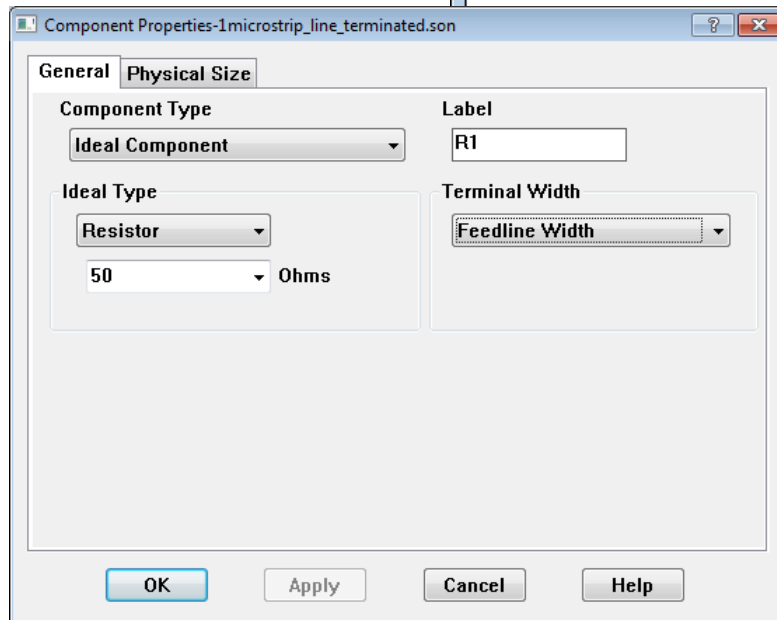 Component Properties-1microstrip_line_terminated.son
General Physical Size
Component Type Label
Ideal Component R1
Ideal Type Terminal Width
Resistor Feedline Width
50 Ohms
OK Apply Cancel Help